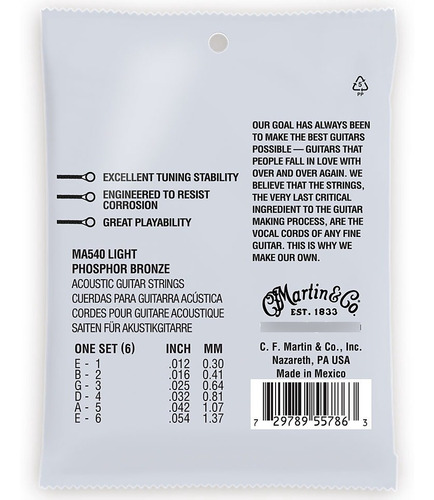 5
PP
OUR GOAL HAS ALWAYS BEEN
TO MAKE THE BEST GUITARS
POSSIBLE — GUITARS THAT
PEOPLE FALL IN LOVE WITH
OVER AND OVER AGAIN. WE
BELIEVE THAT THE STRINGS,
THE VERY LAST CRITICAL
INGREDIENT TO THE GUITAR
MAKING PROCESS, ARE THE
VOCAL CORDS OF ANY FINE
GUITAR. THIS IS WHY WE
MAKE OUR OWN.
EXCELLENT TUNING STABILITY
ENGINEERED TO RESIST
CORROSION
GREAT PLAYABILITY
MA540 LIGHT
PHOSPHOR BRONZE
ACOUSTIC GUITAR STRINGS
CUERDAS PARA GUITARRA ACÚSTICA
CORDES POUR GUITARE ACOUSTIQUE
SAITEN FÜR AKUSTIKGITARRE
ONE SET (6) INCH MM
E - 1 .012 0.30
B - 2 .016 0.41
G - 3 .025 0.64
D - 4 .032 0.81
A - 5 .042 1.07
E - 6 .054 1.37
CF Martin & Co.
EST. 1833
C. F. Martin & Co., Inc.
Nazareth, PA USA
Made in Mexico
7 29789 55786 3